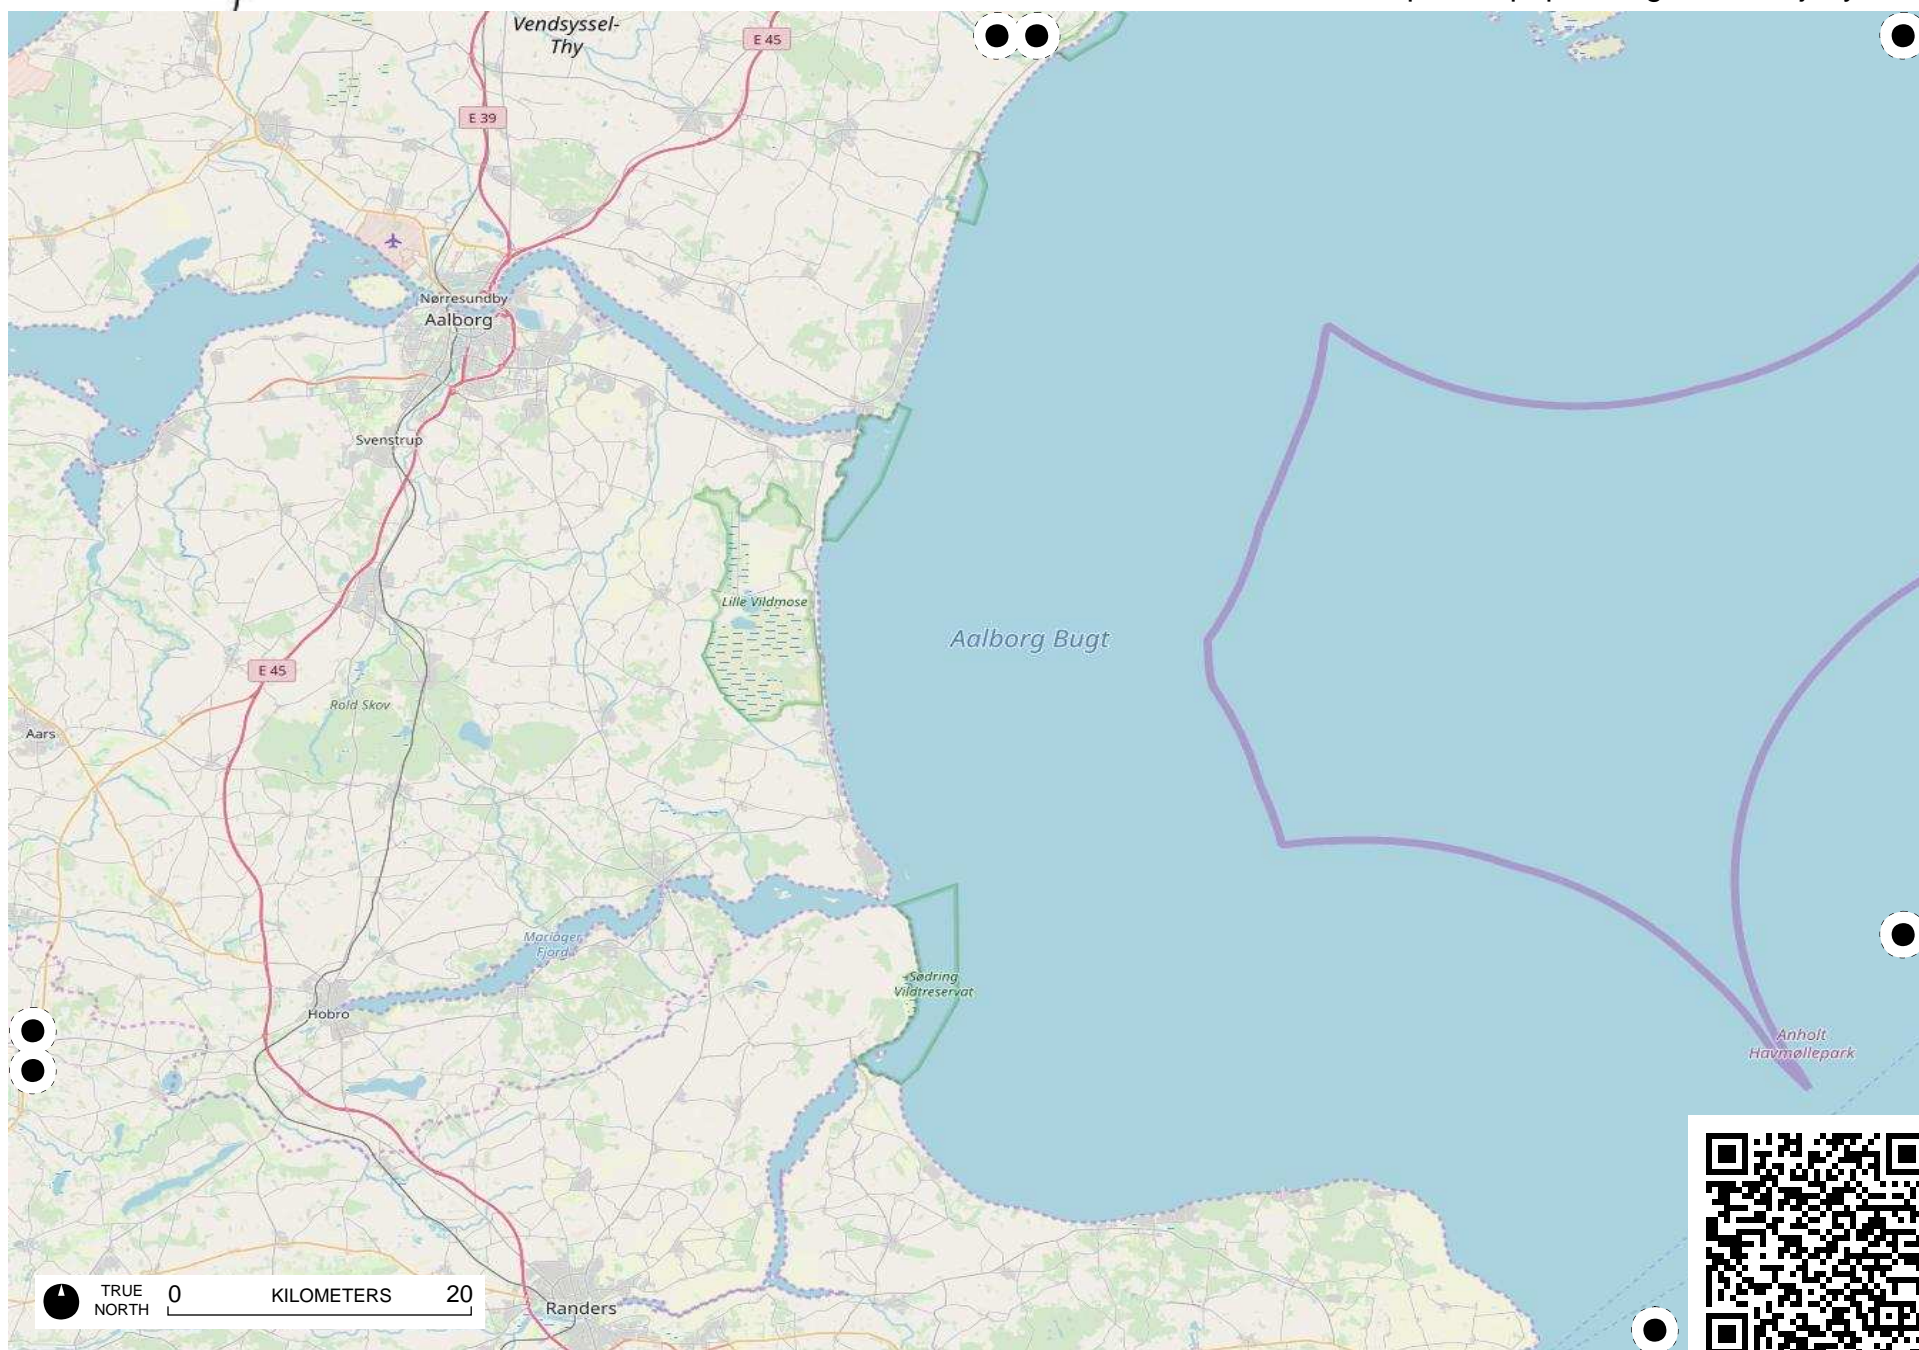 Vendsyssel-
Thy
E 45
E 39
Nørresundby
Aalborg
Svenstrup
Lille Vildmose
Aalborg Bugt
E 45
Rold Skov
Aars
Mariager
Fjord
Sødring
Vildtreservat
Hobro
Anholt
Havmøllepark
TRUE
NORTH
0 KILOMETERS 20
Randers